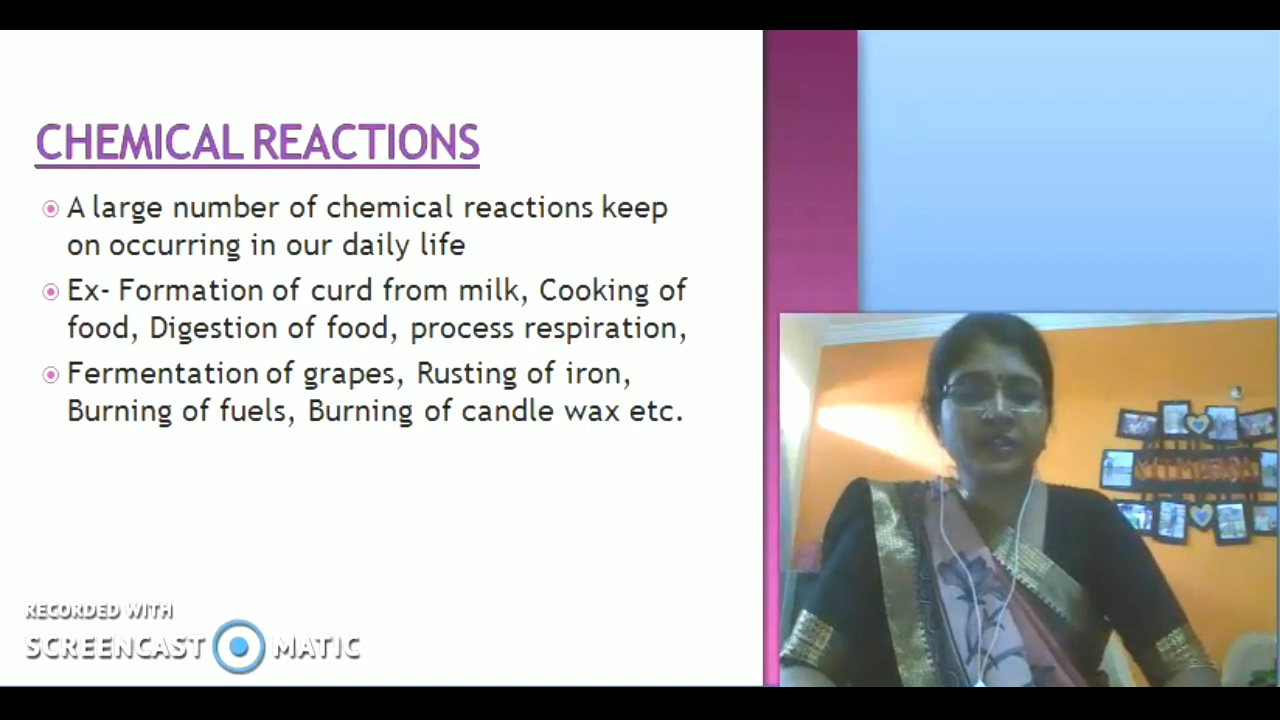 CHEMICAL REACTIONS
A large number of chemical reactions keep
on occurring in our daily life
Ex- Formation of curd from milk, Cooking of
food, Digestion of food, process respiration,
Fermentation of grapes, Rusting of iron,
Burning of fuels, Burning of candle wax etc.
RECORDED WITH
SCREENCAST MATIC